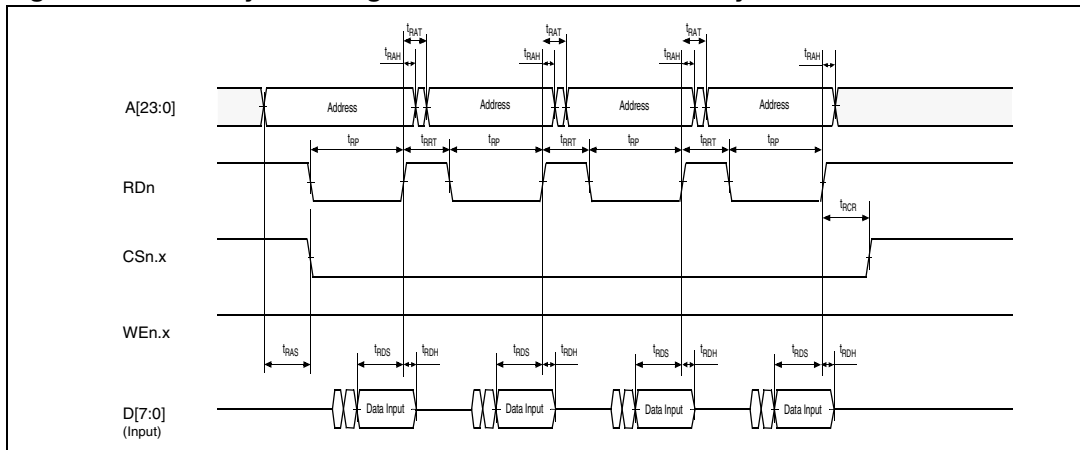 tRAT tRAT tRAT
tRAH tRAH tRAH tRAH
A[23:0] Address Address Address Address
tRP tRRT tRP tRRT tRP tRRT tRP
RDn
tRCR
CSn.x
WEn.x
tRAS tRDS tRDH tRDS tRDH tRDS tRDH tRDS tRDH
D[7:0] Data Input Data Input Data Input Data Input
(Input)